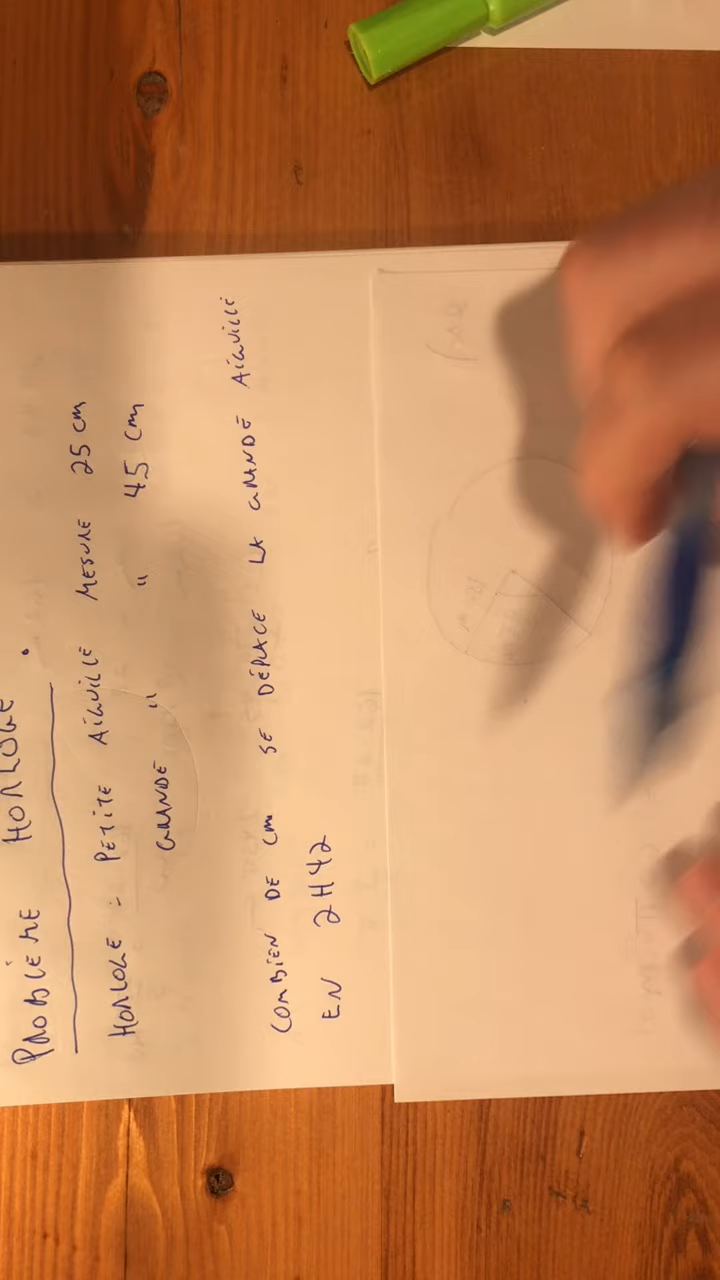 PROBLÈME HORLOGE
HORLOGE : PETITE AIGUILLE MESURE 25 cm
GRANDE " " 45 cm
COMBIEN DE cm SE DÉPLACE LA GRANDE AIGUILLE
EN 2H42